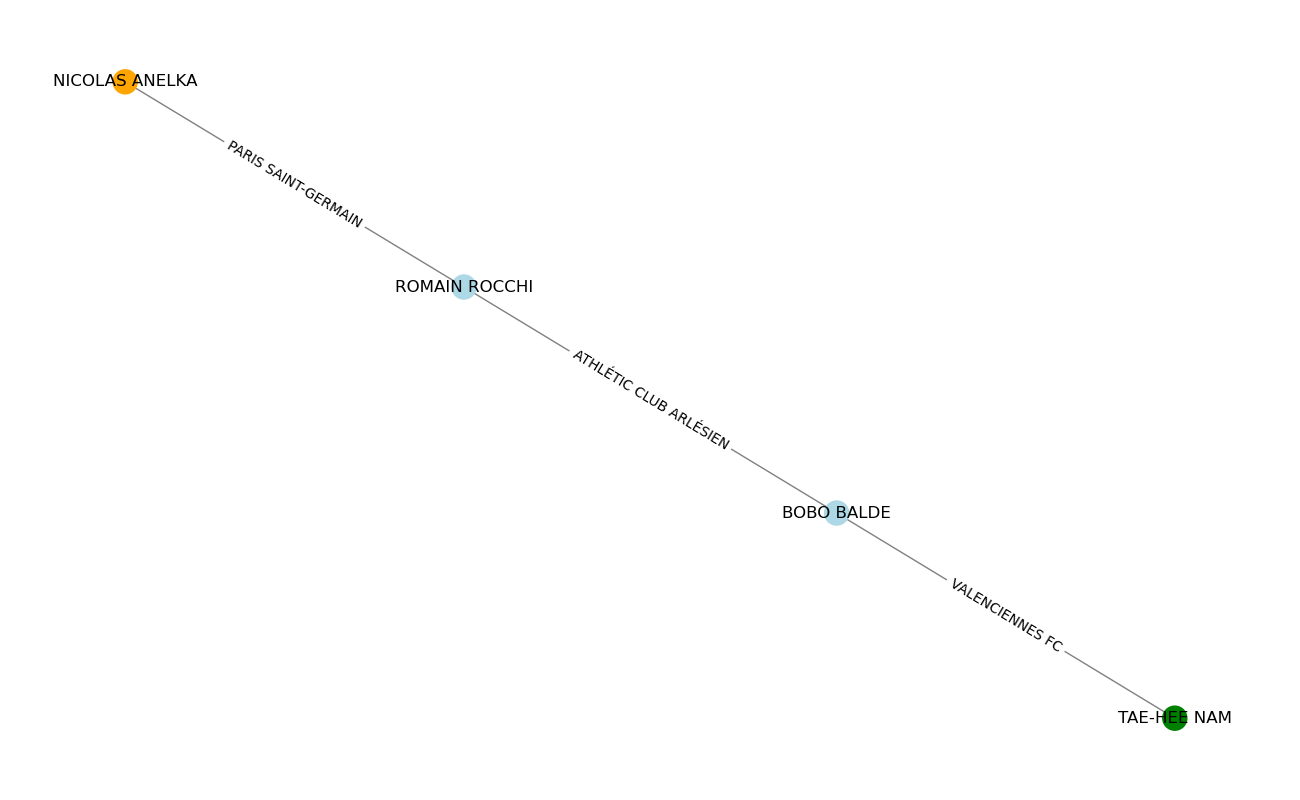 NICOLAS ANELKA
PARIS SAINT-GERMAIN
ROMAIN ROCCHI
ATHLÉTIC CLUB ARLÉSIEN
BOBO BALDE
VALENCIENNES FC
TAE-HEE NAM